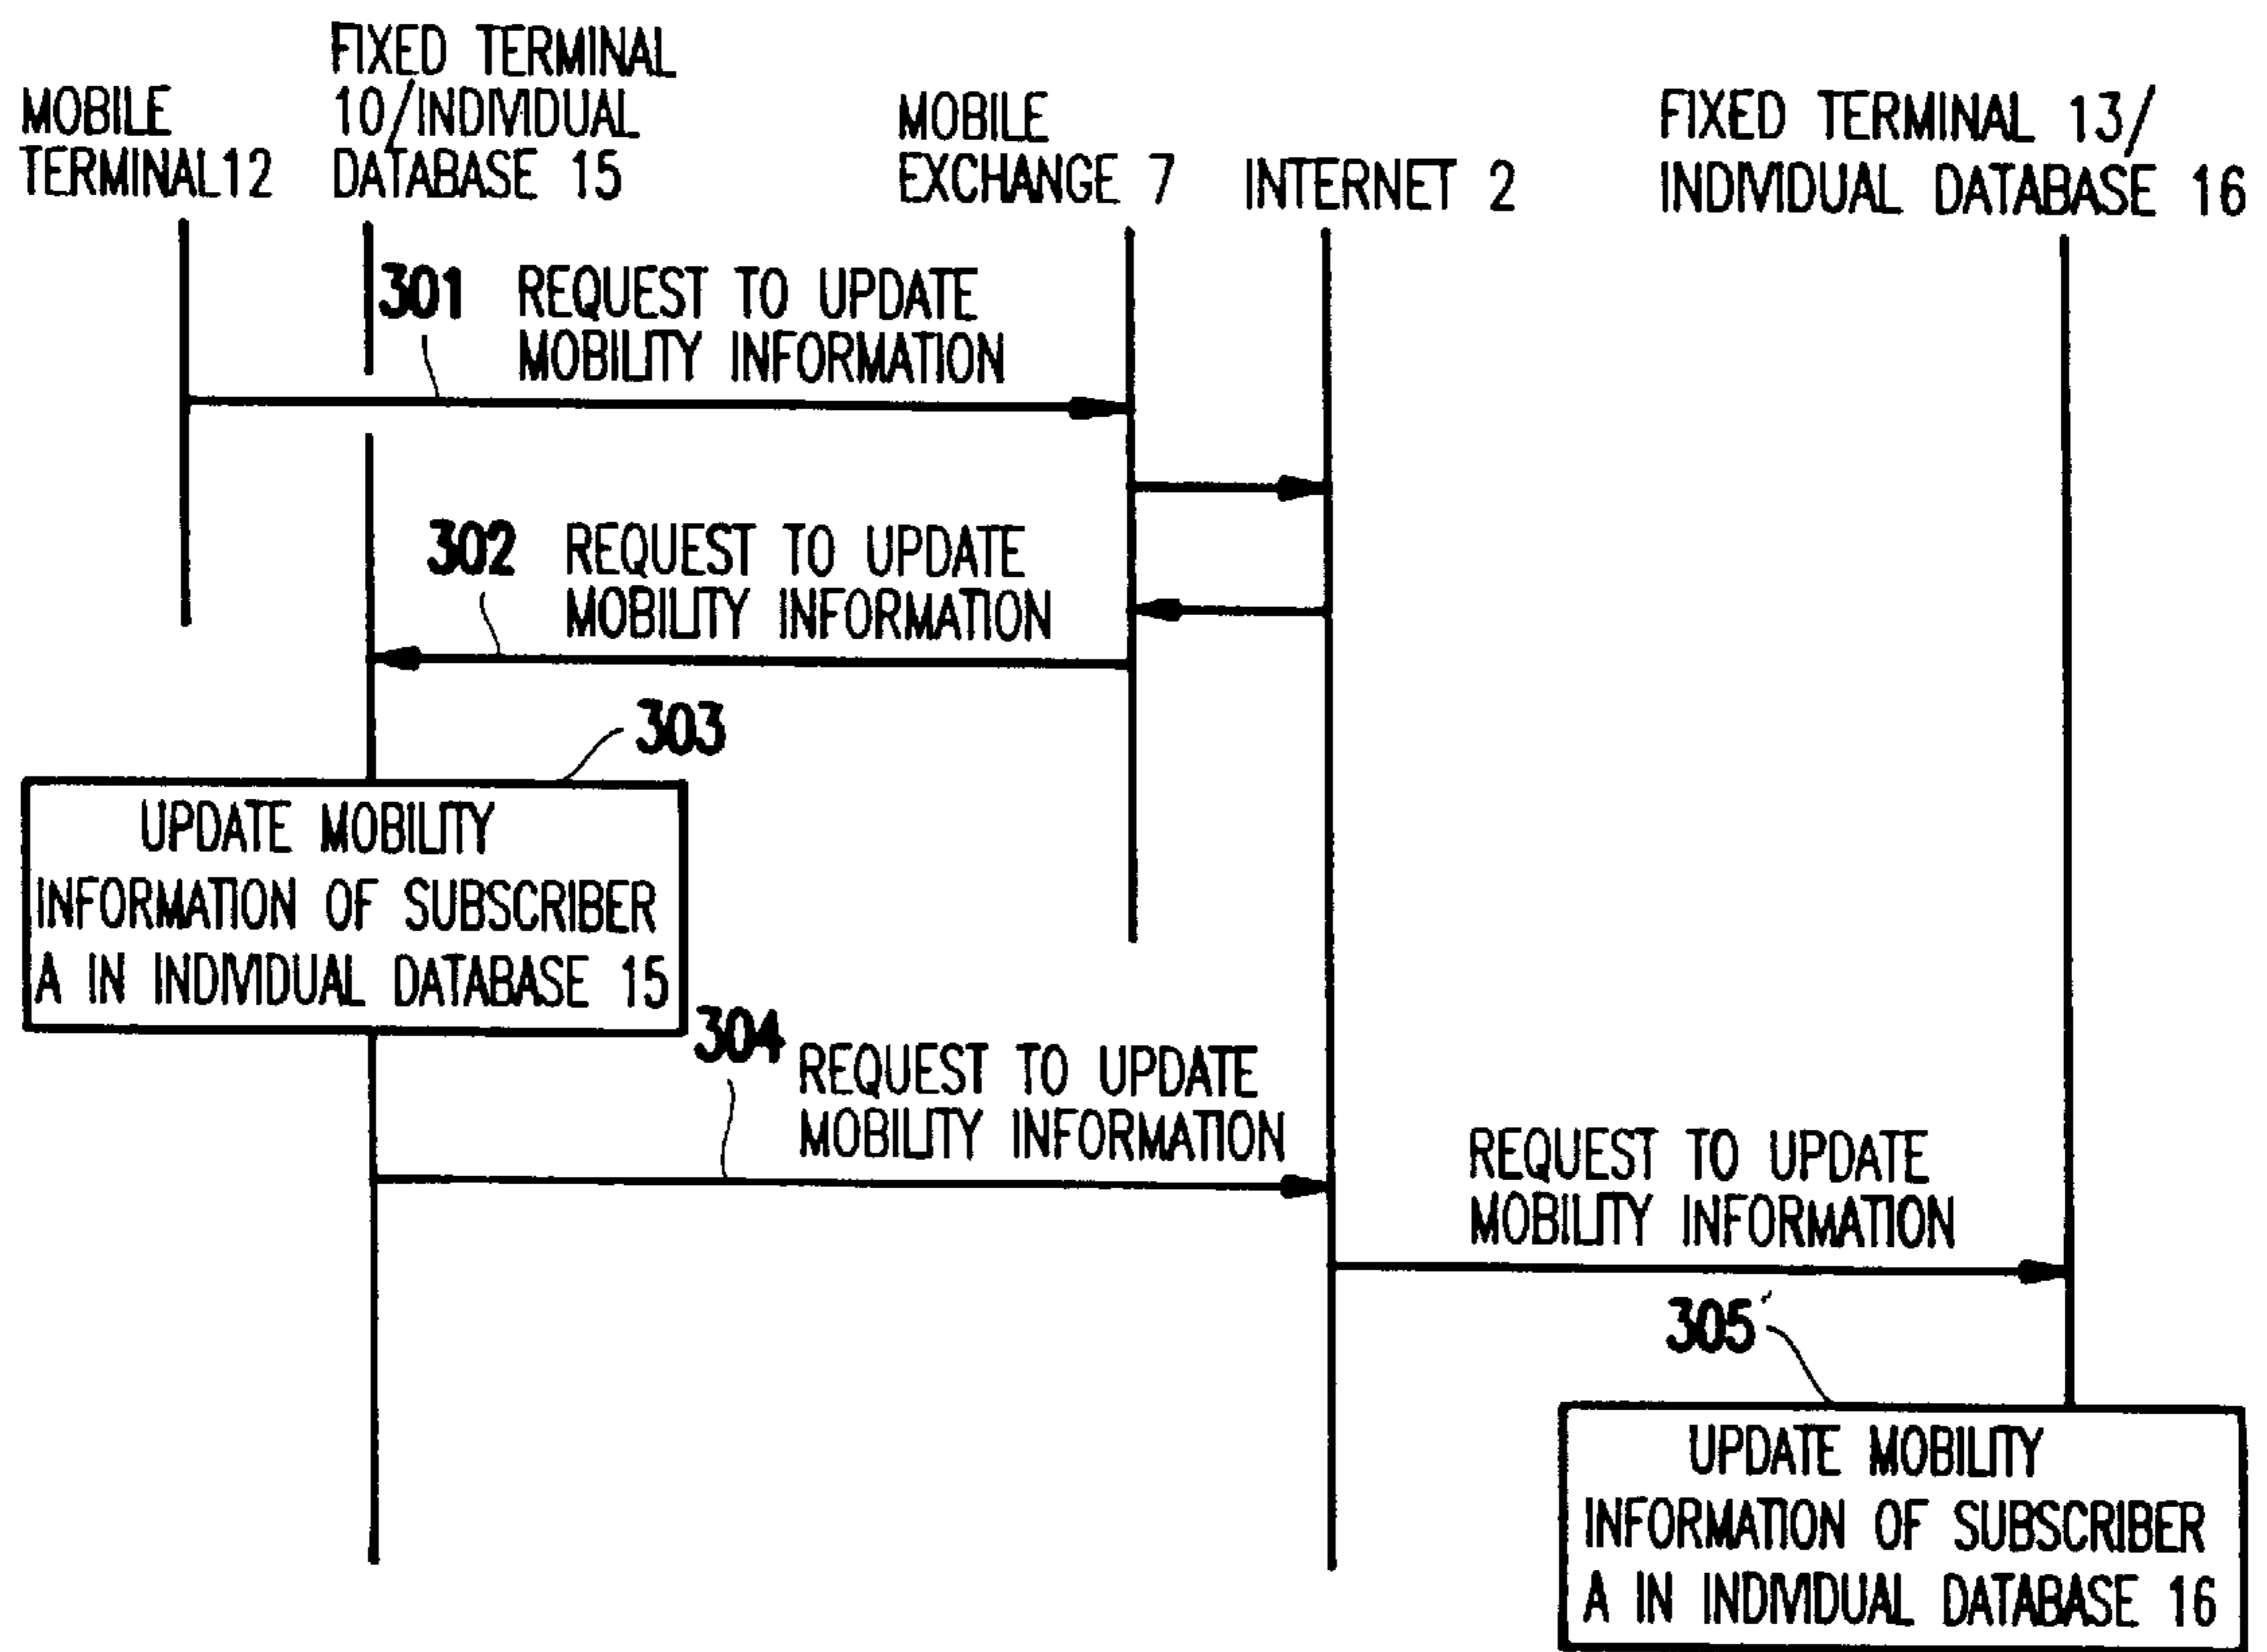 MOBILE
TERMINAL12
FIXED TERMINAL
10/INDIVIDUAL
DATABASE 15
MOBILE
EXCHANGE 7
INTERNET 2
FIXED TERMINAL 13/
INDIVIDUAL DATABASE 16
301 REQUEST TO UPDATE
MOBILITY INFORMATION
302 REQUEST TO UPDATE
MOBILITY INFORMATION
303
UPDATE MOBILITY
INFORMATION OF SUBSCRIBER
A IN INDIVIDUAL DATABASE 15
304 REQUEST TO UPDATE
MOBILITY INFORMATION
REQUEST TO UPDATE
MOBILITY INFORMATION
305
UPDATE MOBILITY
INFORMATION OF SUBSCRIBER
A IN INDIVIDUAL DATABASE 16